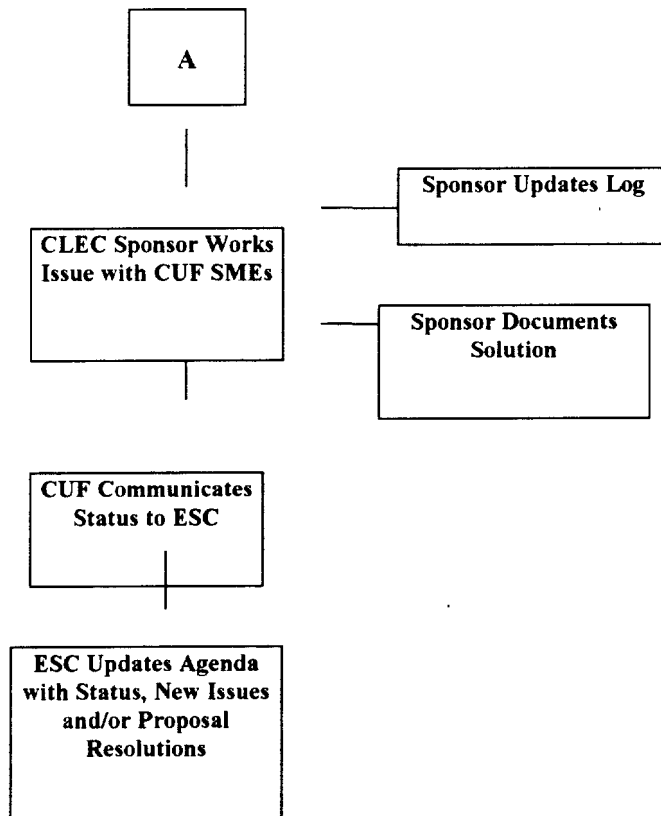 A
Sponsor Updates Log
CLEC Sponsor Works
Issue with CUF SMEs
Sponsor Documents
Solution
CUF Communicates
Status to ESC
ESC Updates Agenda
with Status, New Issues
and/or Proposal
Resolutions